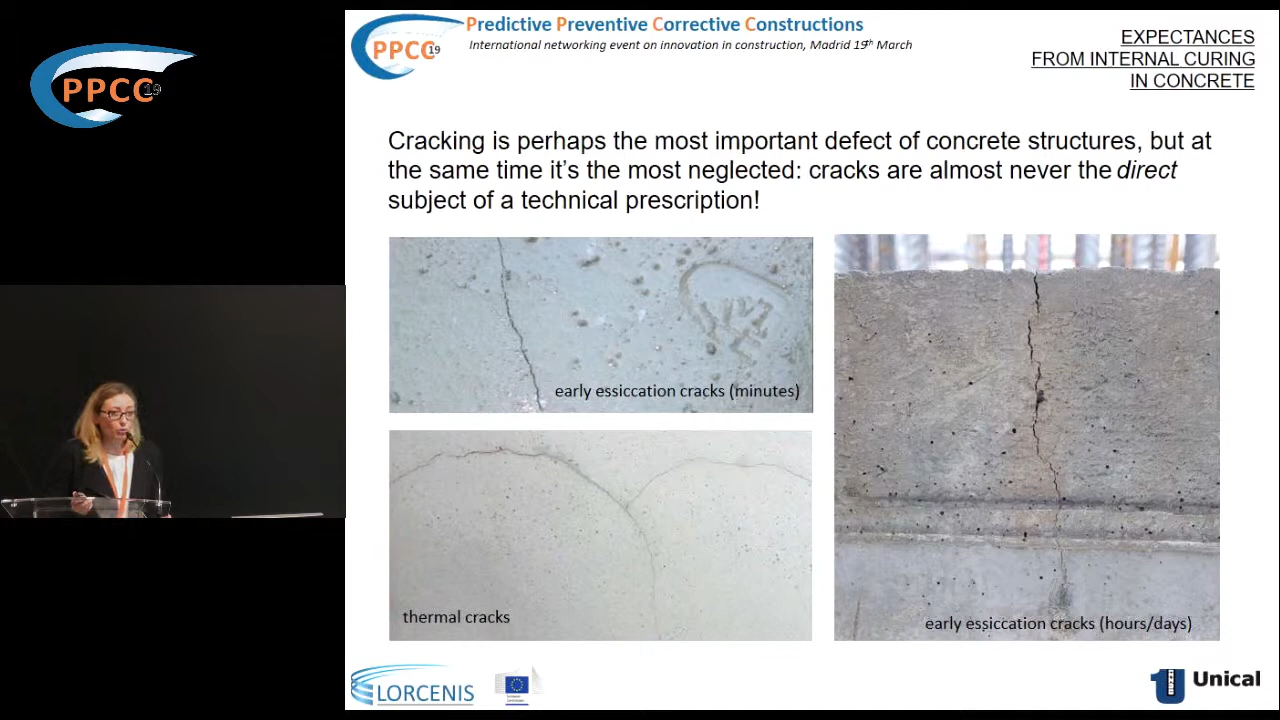 PPCC 19
PPCC 19
Predictive Preventive Corrective Constructions
International networking event on innovation in construction, Madrid 19th March
EXPECTANCES
FROM INTERNAL CURING
IN CONCRETE
Cracking is perhaps the most important defect of concrete structures, but at
the same time it's the most neglected: cracks are almost never the direct
subject of a technical prescription!
early essiccation cracks (minutes)
thermal cracks
early essiccation cracks (hours/days)
LORCENIS
Unical